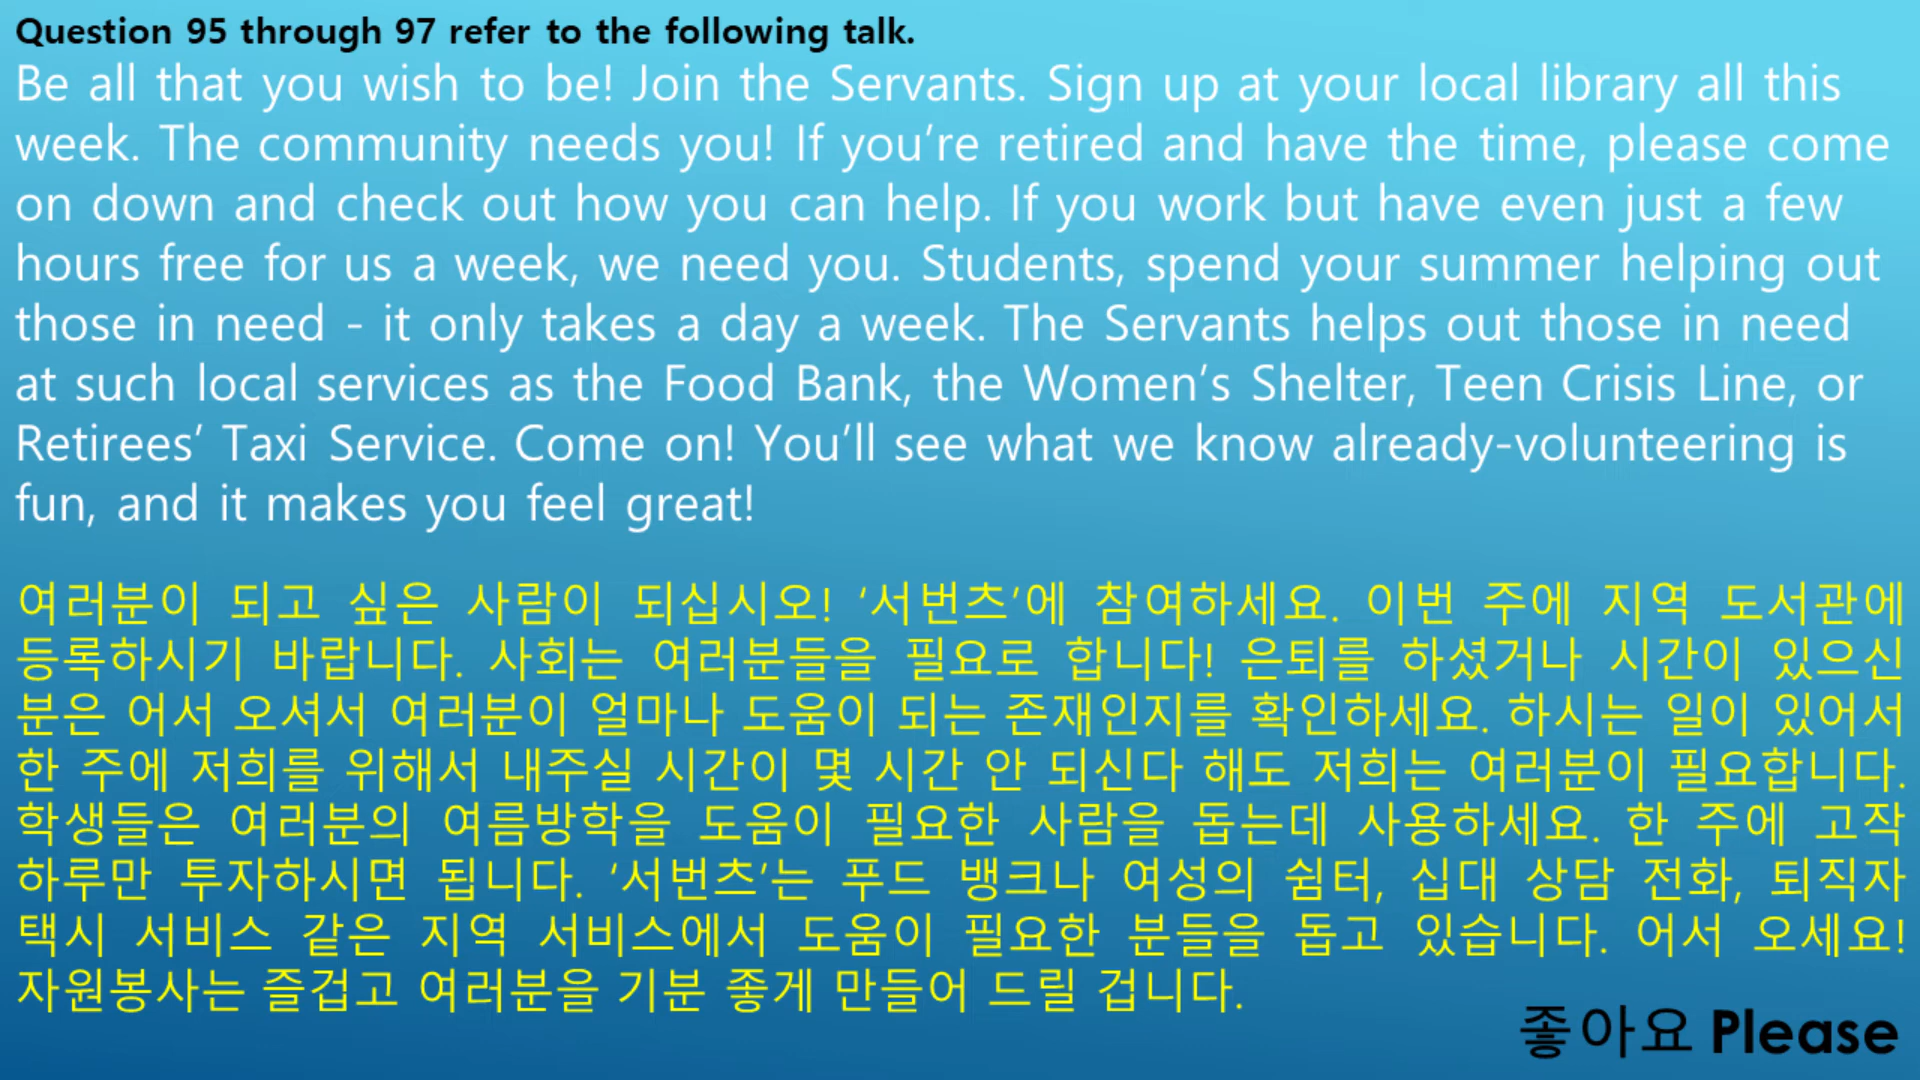 Question 95 through 97 refer to the following talk.
Be all that you wish to be! Join the Servants. Sign up at your local library all this
week. The community needs you! If you’re retired and have the time, please come
on down and check out how you can help. If you work but have even just a few
hours free for us a week, we need you. Students, spend your summer helping out
those in need - it only takes a day a week. The Servants helps out those in need
at such local services as the Food Bank, the Women’s Shelter, Teen Crisis Line, or
Retirees’ Taxi Service. Come on! You’ll see what we know already-volunteering is
fun, and it makes you feel great!
여러분이 되고 싶은 사람이 되십시오! ‘서번츠’에 참여하세요. 이번 주에 지역 도서관에
등록하시기 바랍니다. 사회는 여러분들을 필요로 합니다! 은퇴를 하셨거나 시간이 있으신
분은 어서 오셔서 여러분이 얼마나 도움이 되는 존재인지를 확인하세요. 하시는 일이 있어서
한 주에 저희를 위해서 내주실 시간이 몇 시간 안 되신다 해도 저희는 여러분이 필요합니다.
학생들은 여러분의 여름방학을 도움이 필요한 사람을 돕는데 사용하세요. 한 주에 고작
하루만 투자하시면 됩니다. ‘서번츠’는 푸드 뱅크나 여성의 쉼터, 십대 상담 전화, 퇴직자
택시 서비스 같은 지역 서비스에서 도움이 필요한 분들을 돕고 있습니다. 어서 오세요!
자원봉사는 즐겁고 여러분을 기분 좋게 만들어 드릴 겁니다.
좋아요 Please